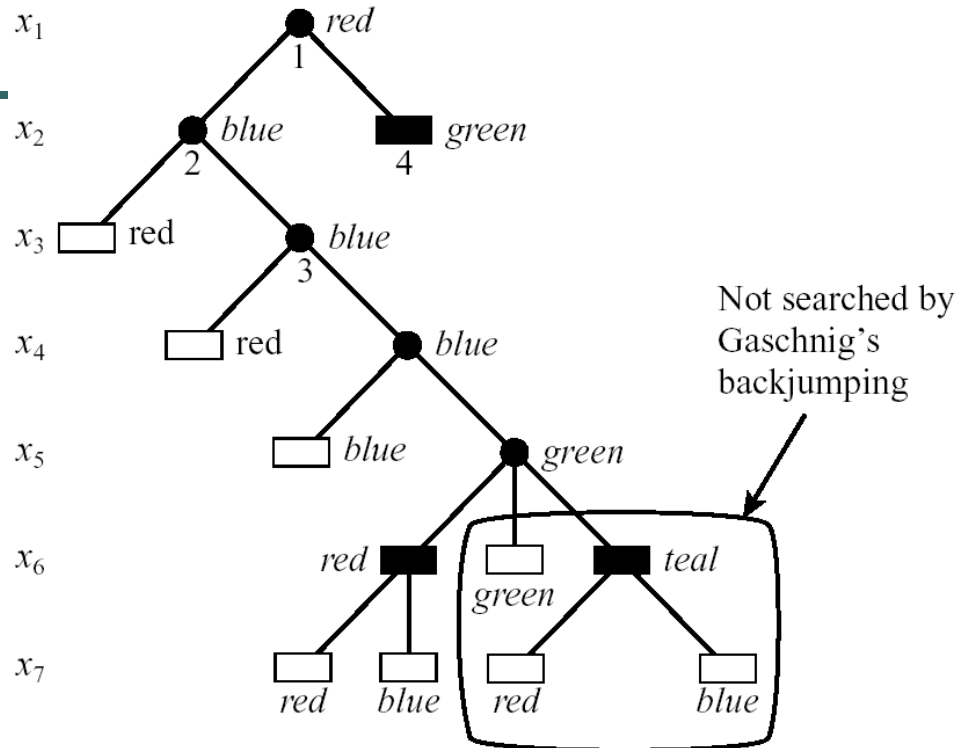 x₁ red
1
x₂ blue green
2 4
x₃ red blue
3
x₄ red blue
Not searched by
Gaschnig's
backjumping
x₅ blue green
x₆ red green teal
x₇
red blue red blue